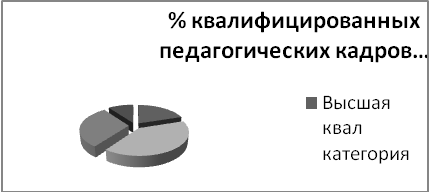 % квалифицированных
педагогических кадров...
Высшая
квал
категория